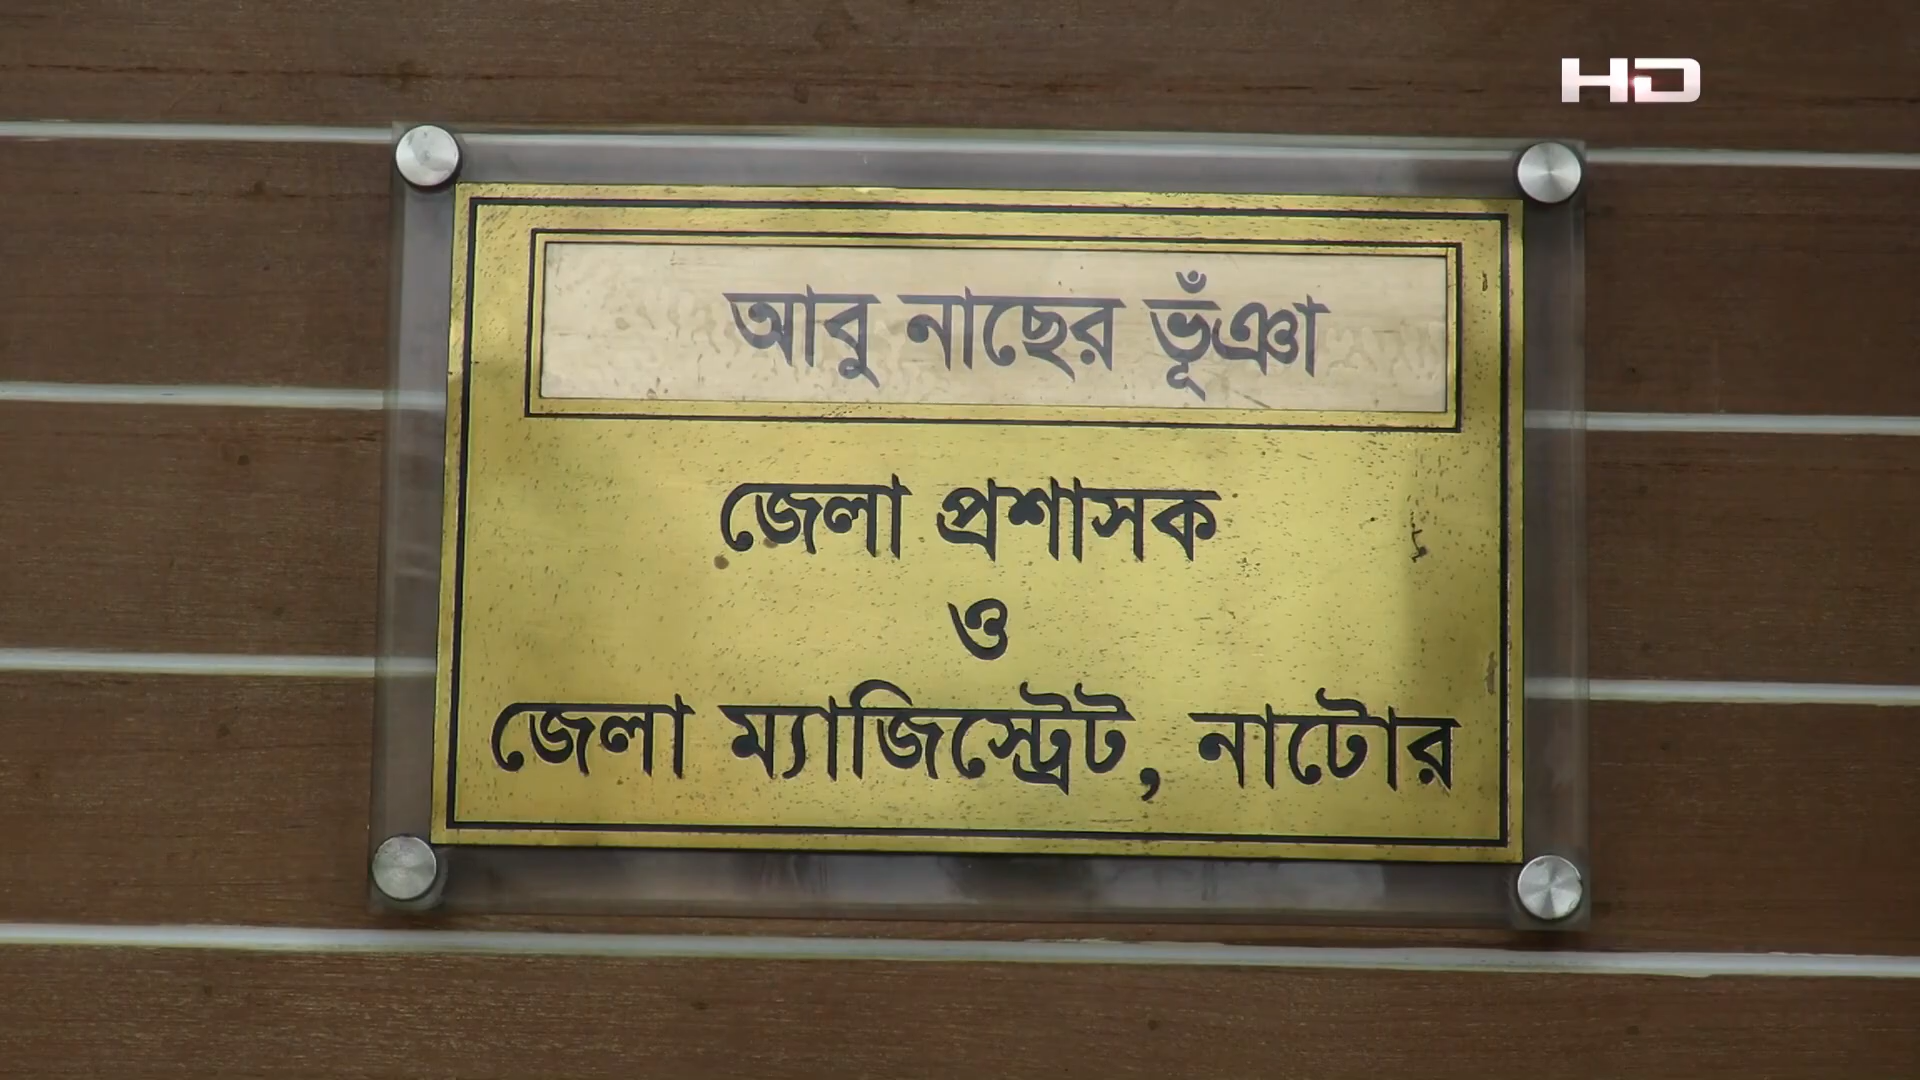 HD
আবু নাছের ভূঁঞা
জেলা প্রশাসক
ও
জেলা ম্যাজিস্ট্রেট, নাটোর